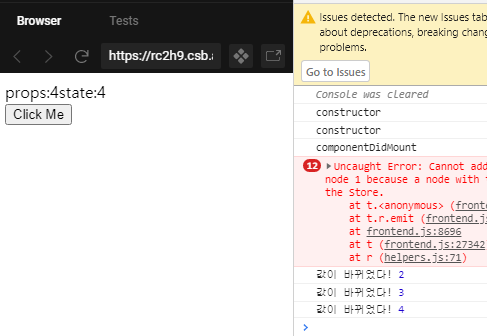 Browser
Tests
https://rc2h9.csb.a
props:4state:4
Click Me
Issues detected. The new Issues tab
about deprecations, breaking chang
problems.
Go to Issues
Console was cleared
constructor
constructor
componentDidMount
12 Uncaught Error: Cannot add
node 1 because a node with t
the Store.
at t.<anonymous> (fronte
at t.r.emit (frontend.js
at frontend.js:8696
at t (frontend.js:27342
at r (helpers.js:71)
값이 바뀌었다! 2
값이 바뀌었다! 3
값이 바뀌었다! 4